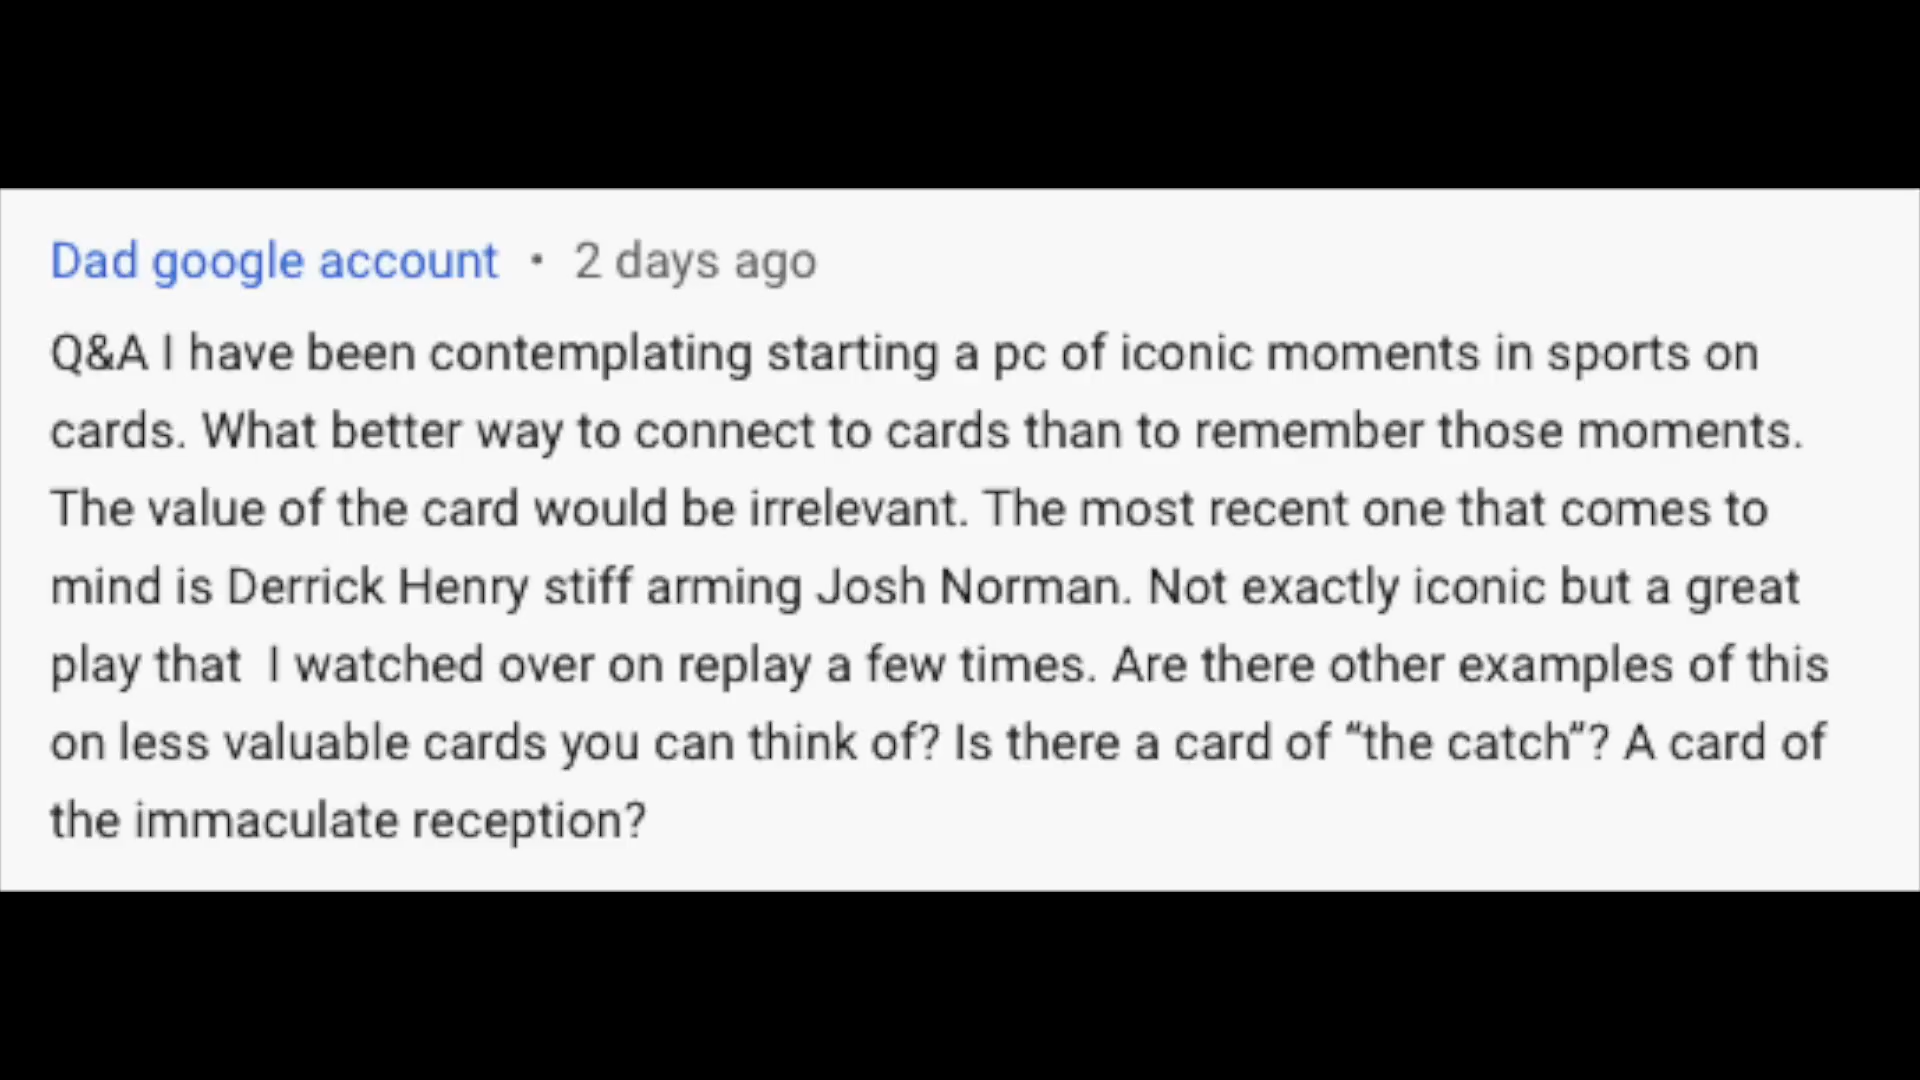 Dad google account • 2 days ago
Q&A I have been contemplating starting a pc of iconic moments in sports on
cards. What better way to connect to cards than to remember those moments.
The value of the card would be irrelevant. The most recent one that comes to
mind is Derrick Henry stiff arming Josh Norman. Not exactly iconic but a great
play that  I watched over on replay a few times. Are there other examples of this
on less valuable cards you can think of? Is there a card of “the catch”? A card of
the immaculate reception?